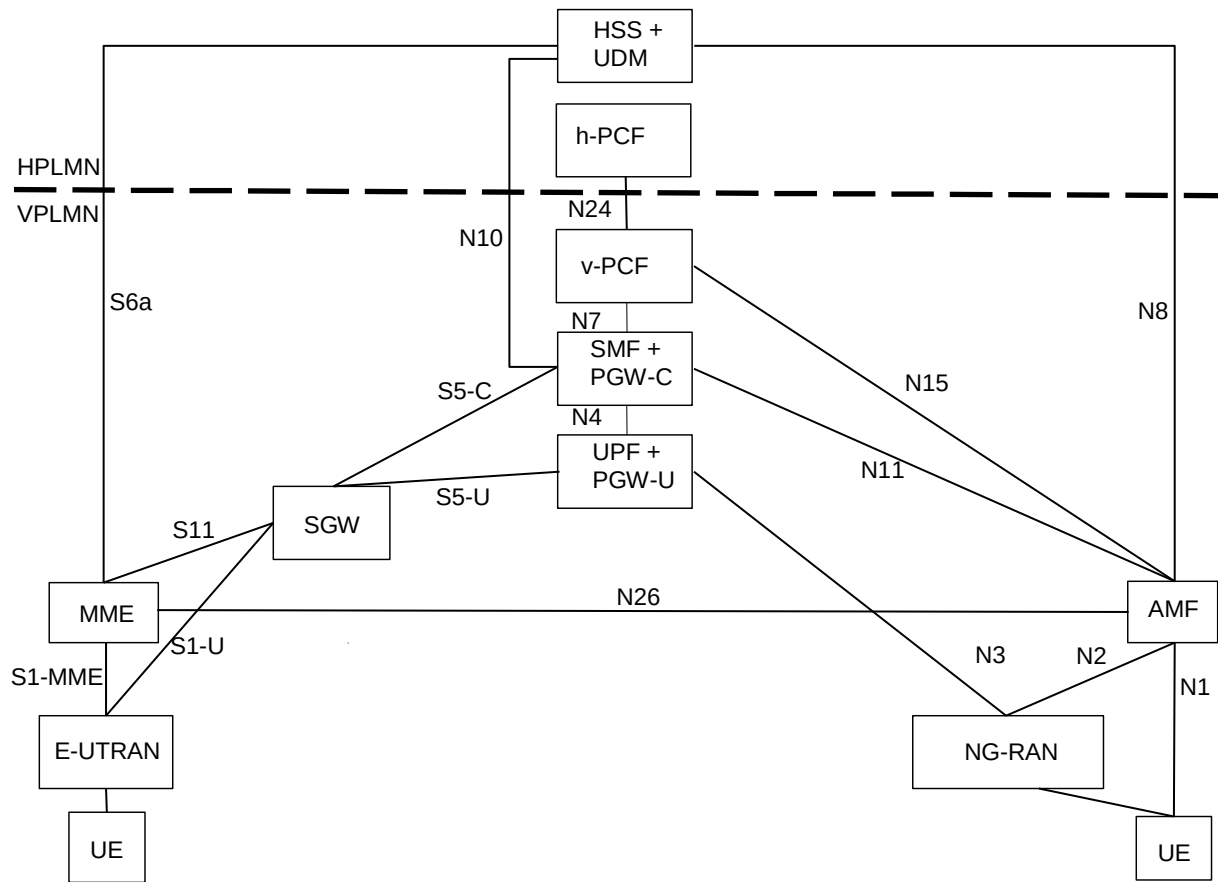 HSS +
UDM
h-PCF
HPLMN
VPLMN
N24
N10
v-PCF
S6a
N8
N7
SMF +
PGW-C
N15
S5-C
N4
UPF +
PGW-U
N11
S5-U
SGW
S11
MME
N26
AMF
S1-U
N3
N2
S1-MME
N1
E-UTRAN
NG-RAN
UE
UE